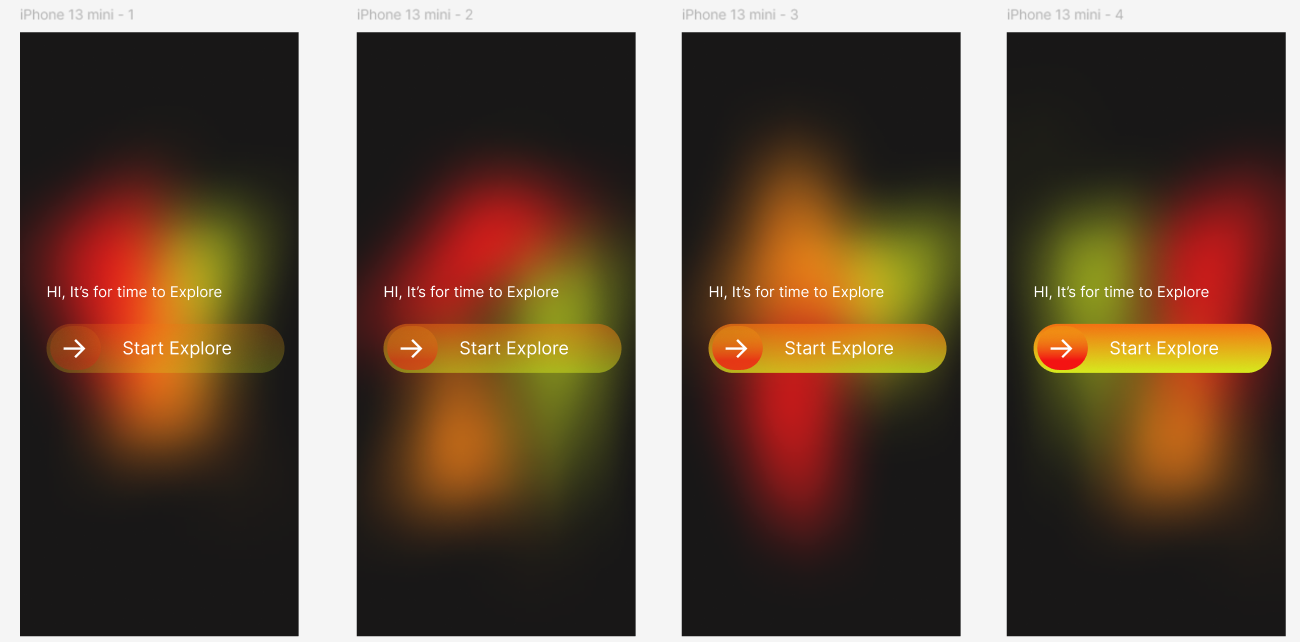 iPhone 13 mini - 1
iPhone 13 mini - 2
iPhone 13 mini - 3
iPhone 13 mini - 4
HI, It's for time to Explore
Start Explore
HI, It's for time to Explore
Start Explore
HI, It's for time to Explore
Start Explore
HI, It's for time to Explore
Start Explore